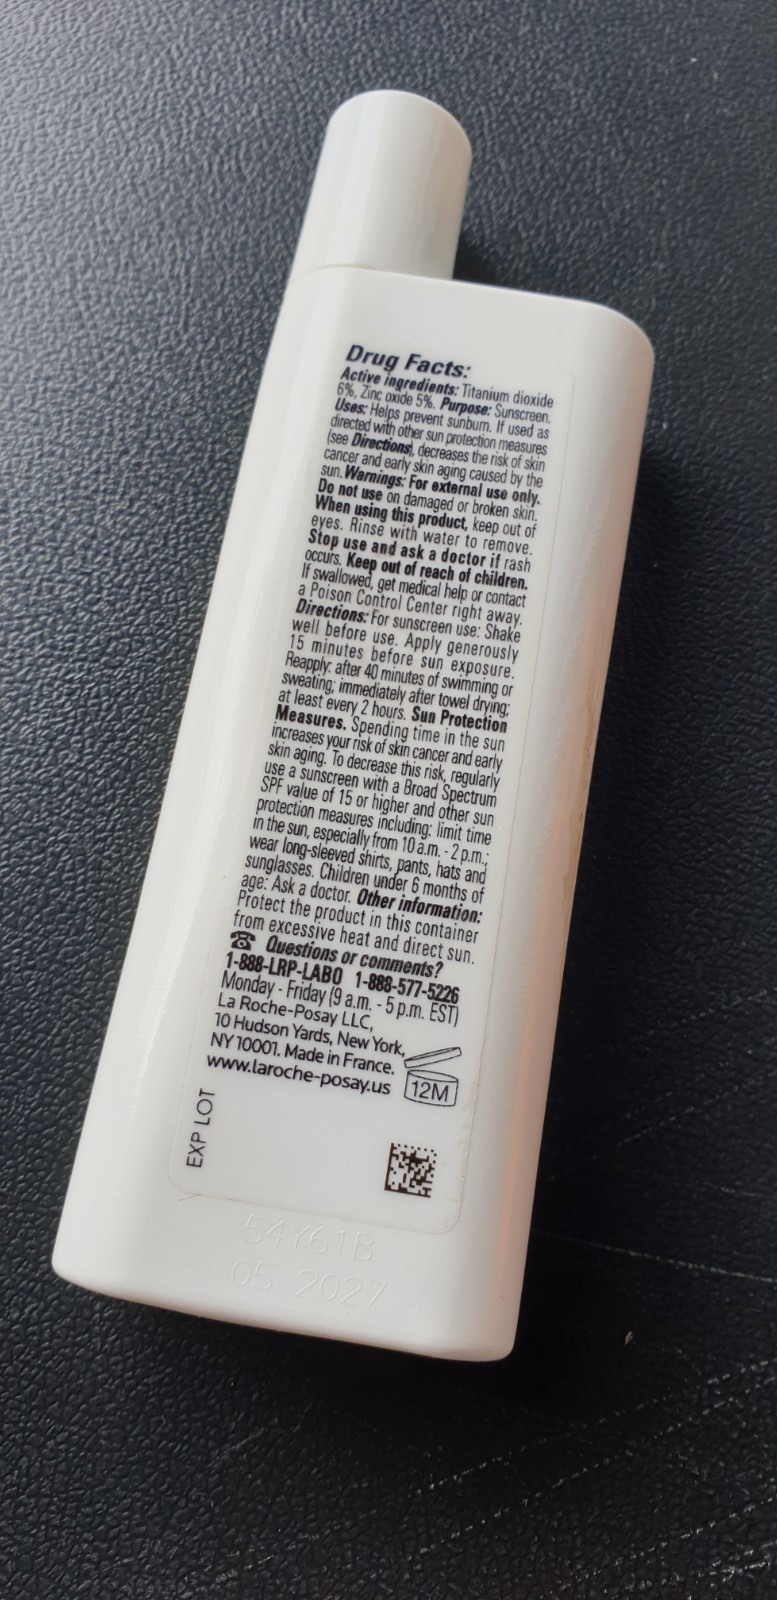 Drug Facts:
Active ingredients: Titanium dioxide
6%, Zinc oxide 5%. Purpose: Sunscreen.
Uses: Helps prevent sunburn. If used as
directed with other sun protection measures
(see Directions), decreases the risk of skin
cancer and early skin aging caused by the
sun. Warnings: For external use only.
Do not use on damaged or broken skin.
When using this product, keep out of
eyes. Rinse with water to remove.
Stop use and ask a doctor if rash
occurs. Keep out of reach of children.
If swallowed, get medical help or contact
a Poison Control Center right away.
Directions: For sunscreen use: Shake
well before use. Apply generously
15 minutes before sun exposure.
Reapply: after 40 minutes of swimming or
sweating; immediately after towel drying;
at least every 2 hours. Sun Protection
Measures. Spending time in the sun
increases your risk of skin cancer and early
skin aging. To decrease this risk, regularly
use a sunscreen with a Broad Spectrum
SPF value of 15 or higher and other sun
protection measures including: limit time
in the sun, especially from 10 a.m. - 2 p.m.;
wear long-sleeved shirts, pants, hats and
sunglasses. Children under 6 months of
age: Ask a doctor. Other information:
Protect the product in this container
from excessive heat and direct sun.
☎ Questions or comments?
1-888-LRP-LABO 1-888-577-5226
Monday - Friday (9 a.m. - 5 p.m. EST)
La Roche-Posay LLC,
10 Hudson Yards, New York,
NY 10001. Made in France.
www.laroche-posay.us
12M
EXP LOT
54Y61B
05 2027